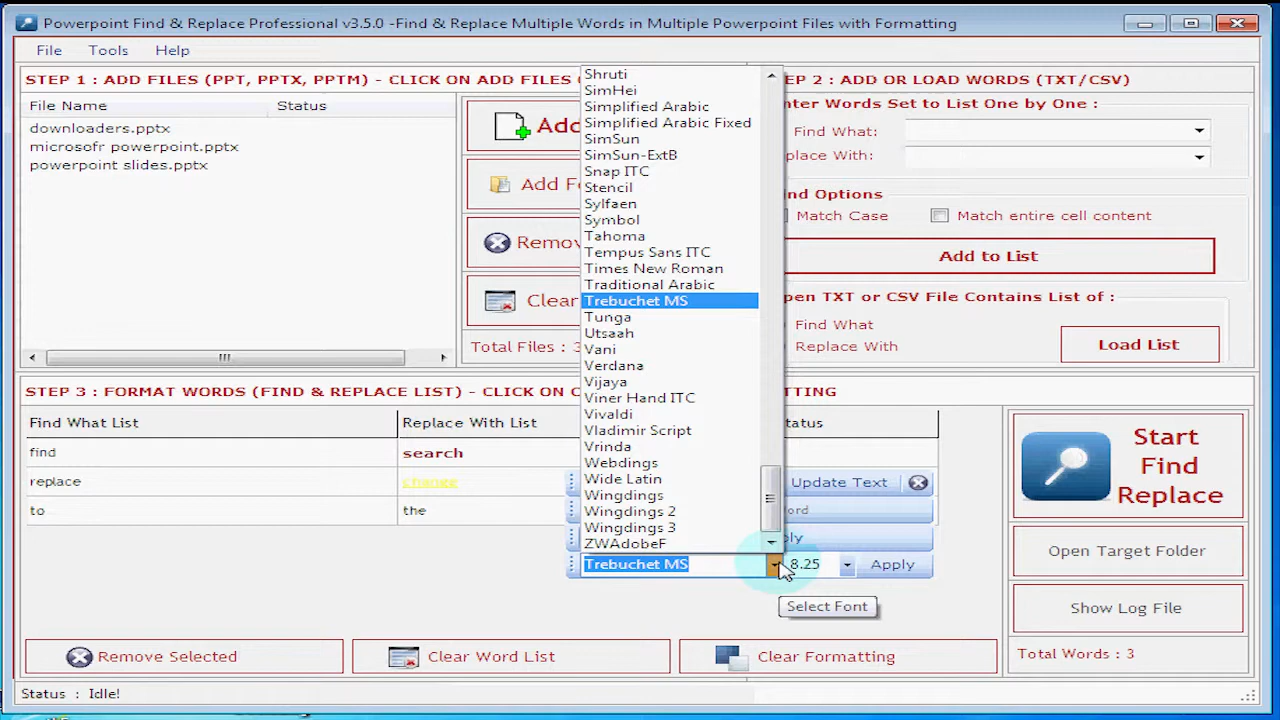 Powerpoint Find & Replace Professional v3.5.0 -Find & Replace Multiple Words in Multiple Powerpoint Files with Formatting
File Tools Help
STEP 1 : ADD FILES (PPT, PPTX, PPTM) - CLICK ON ADD FILES
File Name Status
downloaders.pptx
microsofr powerpoint.pptx
powerpoint slides.pptx
Add
Add Fo
Remov
Clear
Total Files : 3
2 : ADD OR LOAD WORDS (TXT/CSV)
nter Words Set to List One by One :
Find What:
place With:
ind Options
Match Case Match entire cell content
Add to List
pen TXT or CSV File Contains List of :
Find What
Replace With
Load List
Shruti
SimHei
Simplified Arabic
Simplified Arabic Fixed
SimSun
SimSun-ExtB
Snap ITC
Stencil
Sylfaen
Symbol
Tahoma
Tempus Sans ITC
Times New Roman
Traditional Arabic
Trebuchet MS
Tunga
Utsaah
Vani
Verdana
Vijaya
Viner Hand ITC
Vivaldi
Vladimir Script
Vrinda
Webdings
Wide Latin
Wingdings
Wingdings 2
Wingdings 3
ZWAdobeF
Trebuchet MS 8.25 Apply
Select Font
STEP 3 : FORMAT WORDS (FIND & REPLACE LIST) - CLICK ON C MATTING
Find What List Replace With List tatus
find search
replace change
to the
Update Text
ord
ply
Start
Find
Replace
Open Target Folder
Show Log File
Total Words : 3
Remove Selected Clear Word List Clear Formatting
Status : Idle!